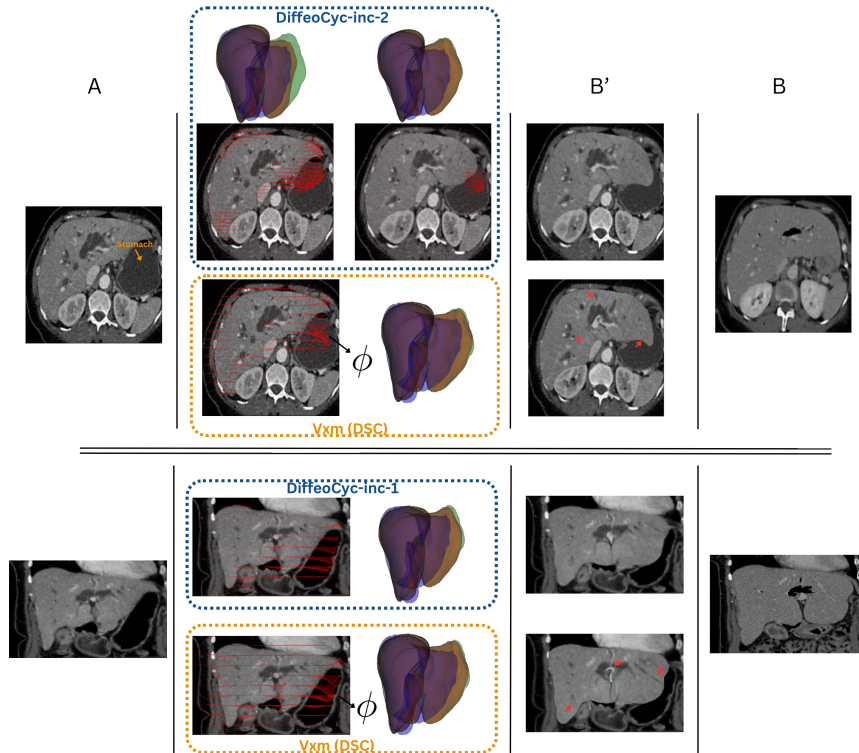 DiffeoCyc-inc-2
A
B’
B
Stomach
ϕ
Vxm (DSC)
DiffeoCyc-inc-1
ϕ
Vxm (DSC)